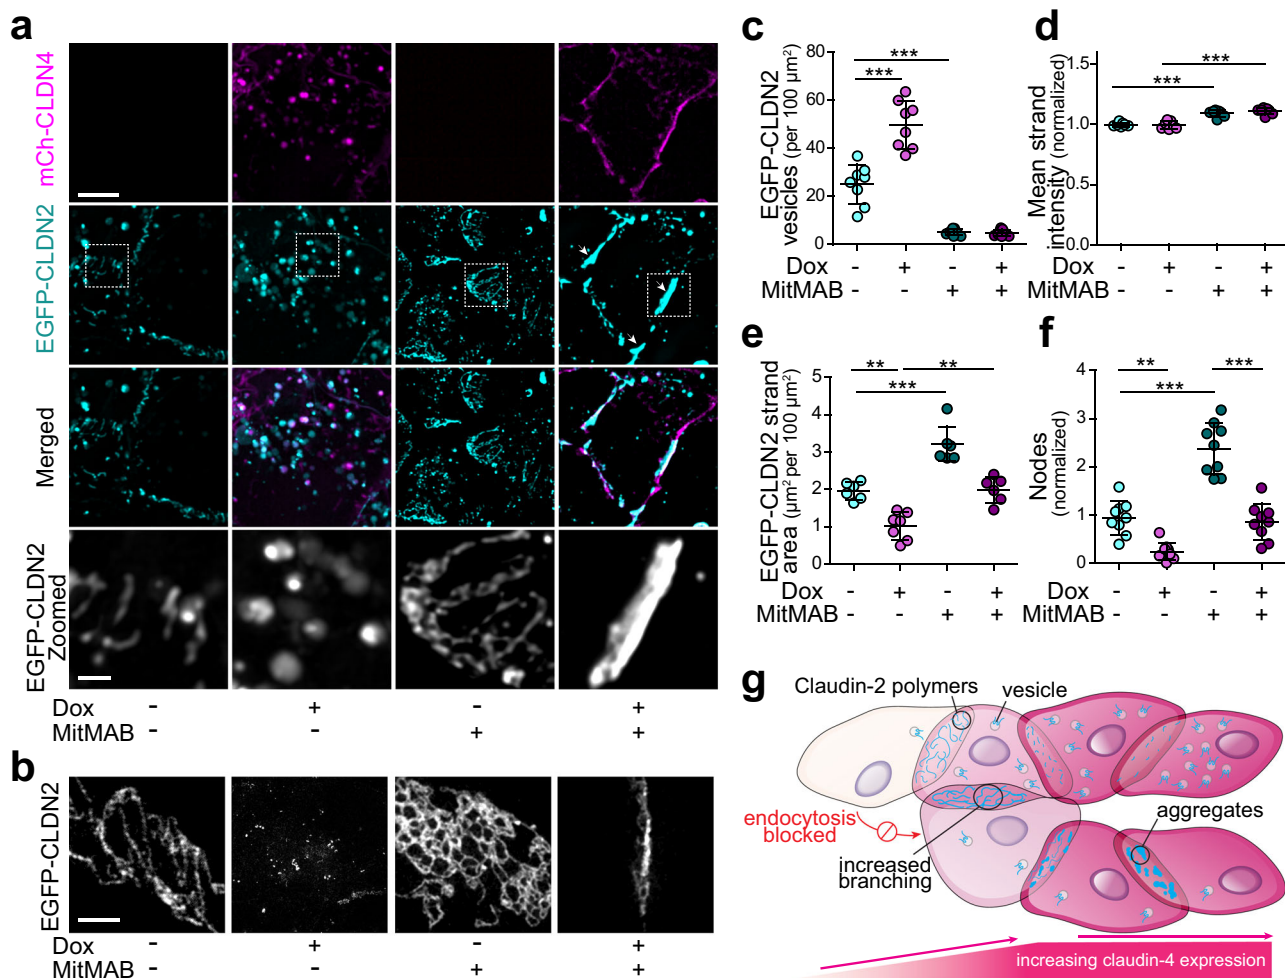 a
mCh-CLDN4
EGFP-CLDN2
Merged
EGFP-CLDN2
Zoomed
Dox - + - +
MitMAB - - + +
b
EGFP-CLDN2
Dox - + - +
MitMAB - - + +
c
EGFP-CLDN2
vesicles (per 100 µm²)
80
60
40
20
0
***
***
Dox - + - +
MitMAB - - + +
d
Mean strand
intensity (normalized)
1.5
1.0
0.5
0.0
***
***
Dox - + - +
MitMAB - - + +
e
EGFP-CLDN2 strand
area (µm² per 100 µm²)
5
4
3
2
1
0
** **
***
Dox - + - +
MitMAB - - + +
f
Nodes
(normalized)
4
3
2
1
0
** ***
***
Dox - + - +
MitMAB - - + +
g
Claudin-2 polymers
vesicle
endocytosis
blocked
increased
branching
aggregates
increasing claudin-4 expression